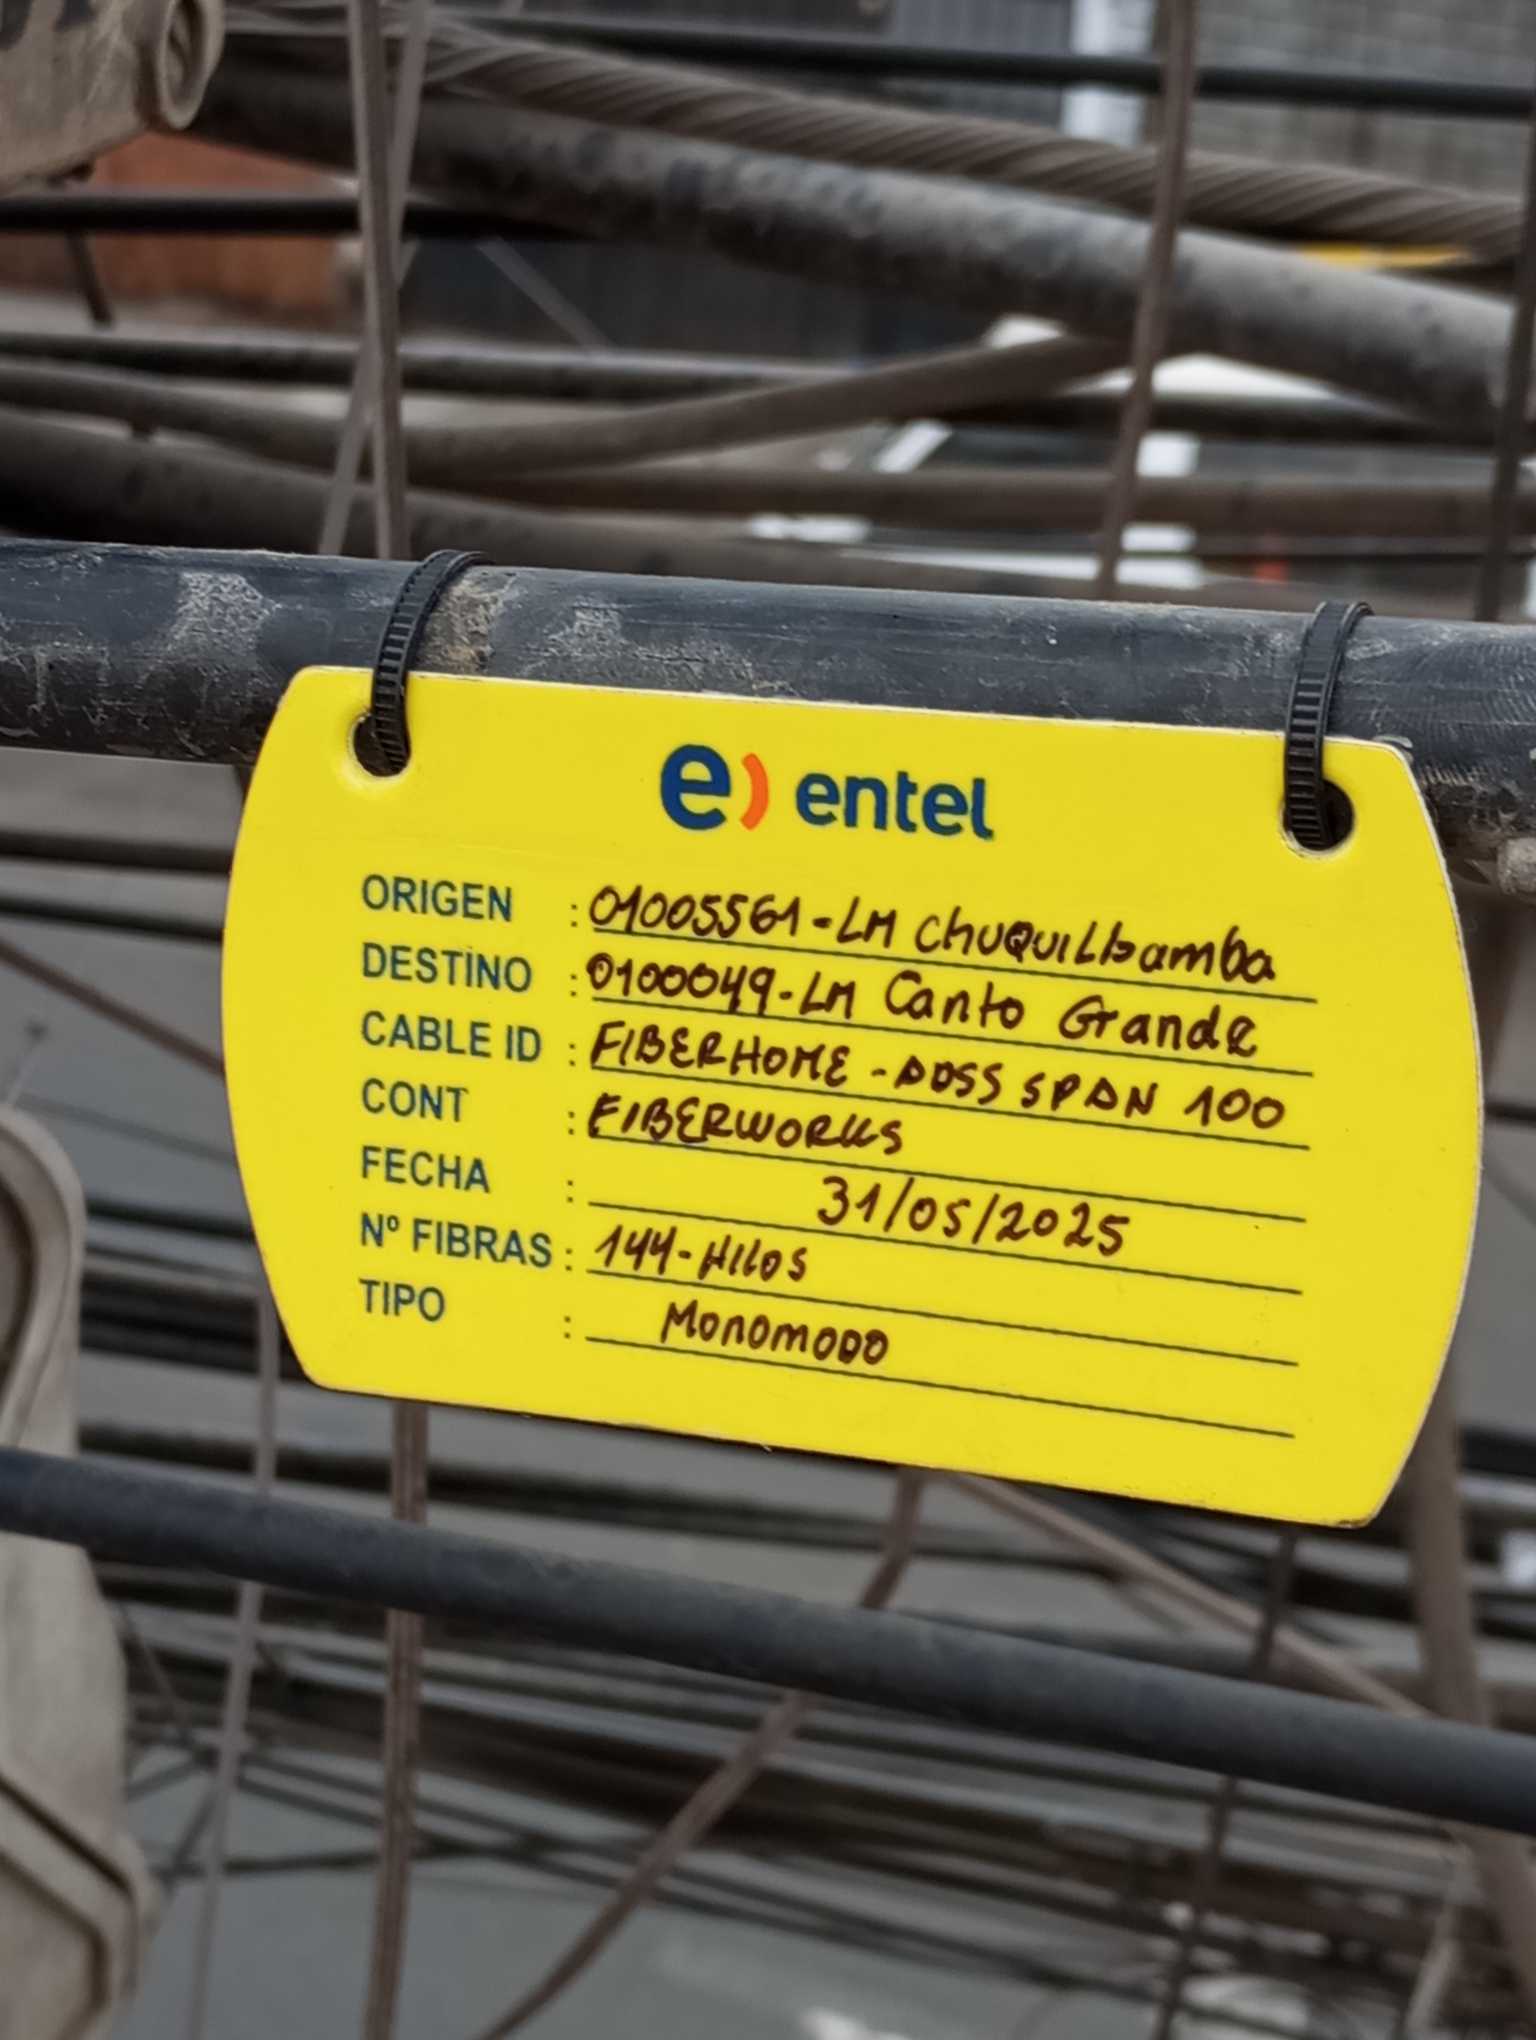 e) entel
ORIGEN : 01005561-LM Chuquilbamba
DESTINO : 0100049-LM Canto Grande
CABLE ID : FIBERHOME - ADSS SPAN 100
CONT : FIBERWORKS
FECHA : 31/05/2025
Nº FIBRAS : 144-HILOS
TIPO : MONOMODO